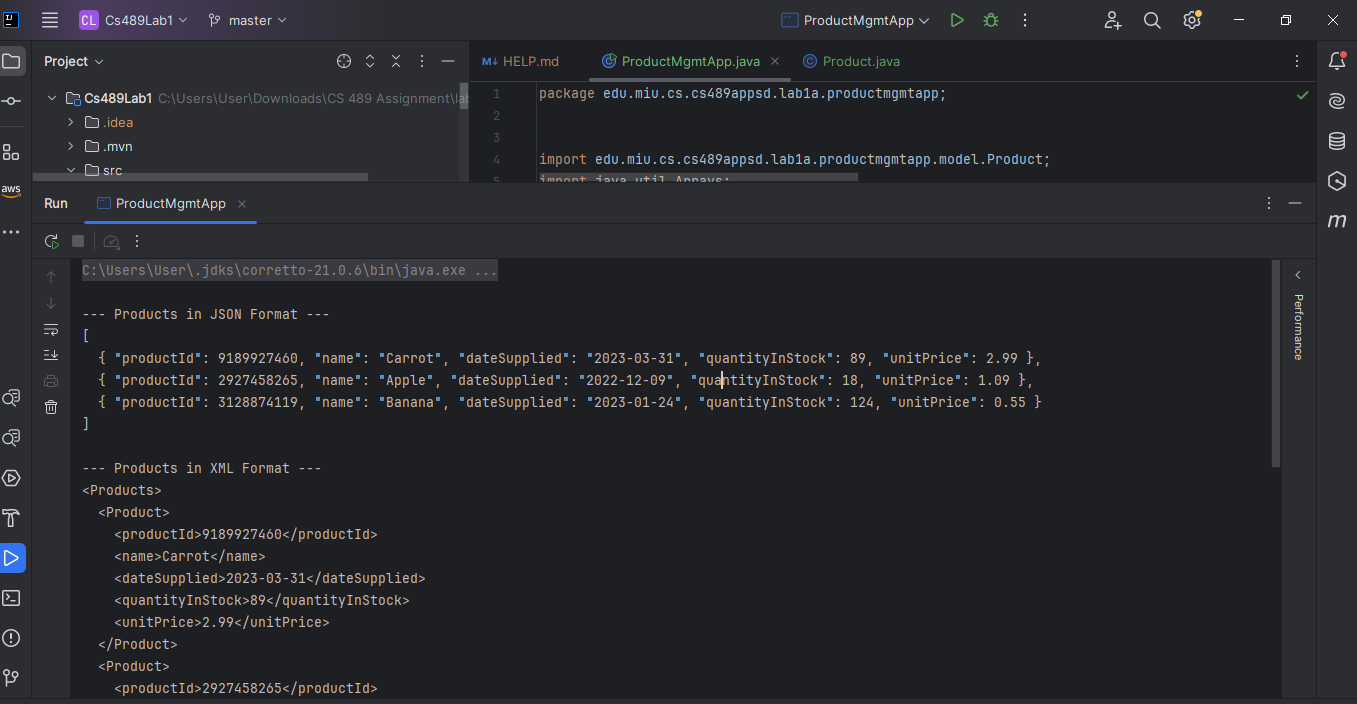 CL Cs489Lab1 master ProductMgmtApp
Project
HELP.md ProductMgmtApp.java Product.java
Cs489Lab1 C:\Users\User\Downloads\CS 489 Assignment\lab
.idea
.mvn
src
1 package edu.miu.cs.cs489appsd.lab1a.productmgmtapp;
2
3
4 import edu.miu.cs.cs489appsd.lab1a.productmgmtapp.model.Product;
5 import java.util.Arrays;
aws
Run ProductMgmtApp
C:\Users\User\.jdks\corretto-21.0.6\bin\java.exe ...
--- Products in JSON Format ---
[
{ "productId": 9189927460, "name": "Carrot", "dateSupplied": "2023-03-31", "quantityInStock": 89, "unitPrice": 2.99 },
{ "productId": 2927458265, "name": "Apple", "dateSupplied": "2022-12-09", "quantityInStock": 18, "unitPrice": 1.09 },
{ "productId": 3128874119, "name": "Banana", "dateSupplied": "2023-01-24", "quantityInStock": 124, "unitPrice": 0.55 }
]
--- Products in XML Format ---
<Products>
<Product>
<productId>9189927460</productId>
<name>Carrot</name>
<dateSupplied>2023-03-31</dateSupplied>
<quantityInStock>89</quantityInStock>
<unitPrice>2.99</unitPrice>
</Product>
<Product>
<productId>2927458265</productId>
Performance
m